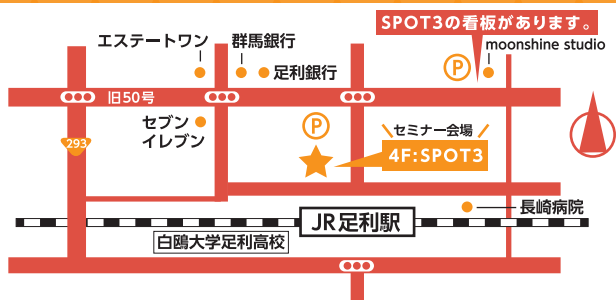 SPOT3の看板があります。
エステートワン
群馬銀行
moonshine studio
足利銀行
P
旧50号
セブン
イレブン
P
セミナー会場
293
4F:SPOT3
長崎病院
JR足利駅
白鴎大学足利高校